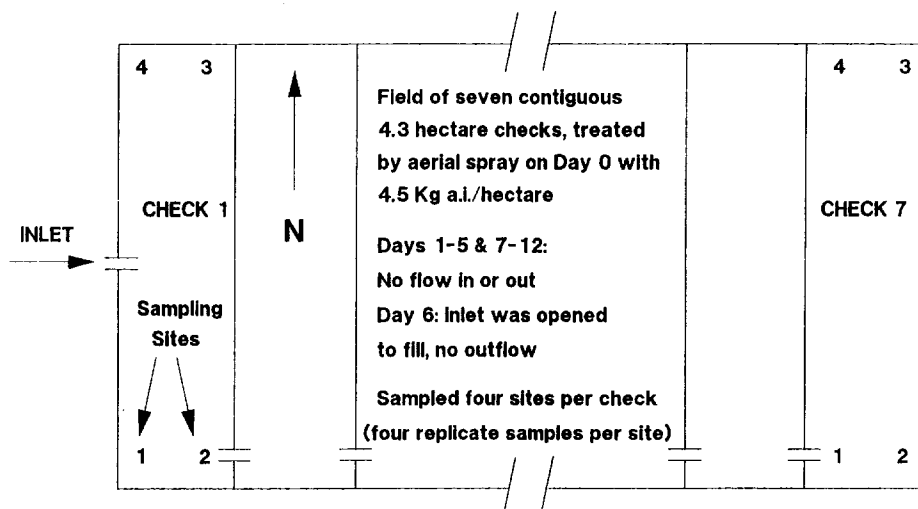 4 3
4 3
Field of seven contiguous
4.3 hectare checks, treated
by aerial spray on Day 0 with
4.5 Kg a.i./hectare
CHECK 1
CHECK 7
INLET
N
Days 1-5 & 7-12:
No flow in or out
Day 6: Inlet was opened
to fill, no outflow
Sampling
Sites
Sampled four sites per check
(four replicate samples per site)
1 2
1 2